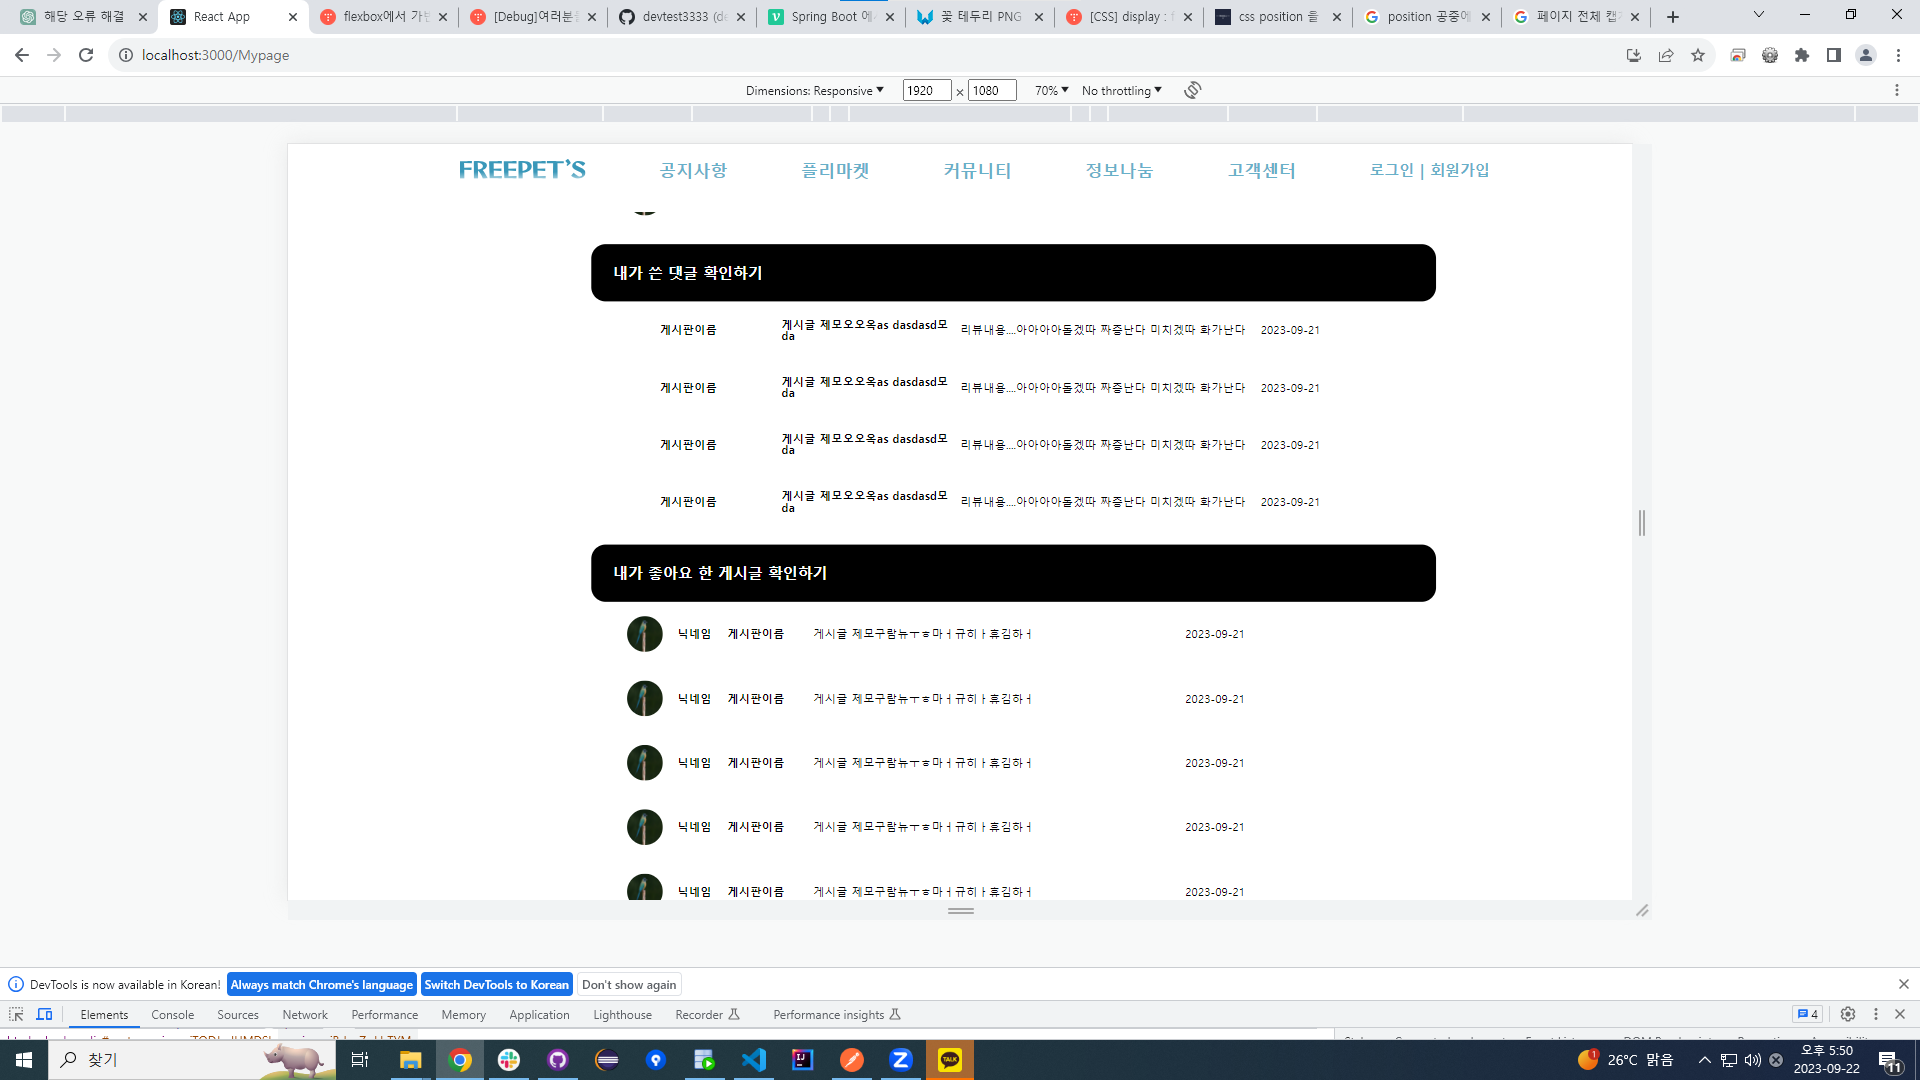 해당 오류 해결
React App
flexbox에서 가변
[Debug]여러분들
devtest3333 (de
Spring Boot 에서
꽃 테두리 PNG
[CSS] display : f
css position 을
position 공중에
페이지 전체 캡처
localhost:3000/Mypage
Dimensions: Responsive 1920 × 1080 70% No throttling
FREEPET'S 공지사항 플리마켓 커뮤니티 정보나눔 고객센터 로그인 | 회원가입
내가 쓴 댓글 확인하기
게시판이름 게시글 제모오오옥as dasdasd모da 리뷰내용....아아아아돌겠따 짜증난다 미치겠따 화가난다 2023-09-21
게시판이름 게시글 제모오오옥as dasdasd모da 리뷰내용....아아아아돌겠따 짜증난다 미치겠따 화가난다 2023-09-21
게시판이름 게시글 제모오오옥as dasdasd모da 리뷰내용....아아아아돌겠따 짜증난다 미치겠따 화가난다 2023-09-21
게시판이름 게시글 제모오오옥as dasdasd모da 리뷰내용....아아아아돌겠따 짜증난다 미치겠따 화가난다 2023-09-21
내가 좋아요 한 게시글 확인하기
닉네임 게시판이름 게시글 제모구람뉴ㅜㅎ마ㅓ규히ㅏ휴김하ㅓ 2023-09-21
닉네임 게시판이름 게시글 제모구람뉴ㅜㅎ마ㅓ규히ㅏ휴김하ㅓ 2023-09-21
닉네임 게시판이름 게시글 제모구람뉴ㅜㅎ마ㅓ규히ㅏ휴김하ㅓ 2023-09-21
닉네임 게시판이름 게시글 제모구람뉴ㅜㅎ마ㅓ규히ㅏ휴김하ㅓ 2023-09-21
닉네임 게시판이름 게시글 제모구람뉴ㅜㅎ마ㅓ규히ㅏ휴김하ㅓ 2023-09-21
DevTools is now available in Korean! Always match Chrome's language Switch DevTools to Korean Don't show again
Elements Console Sources Network Performance Memory Application Lighthouse Recorder Performance insights 4
찾기
TALK
1
26°C 맑음
오후 5:50
2023-09-22
11